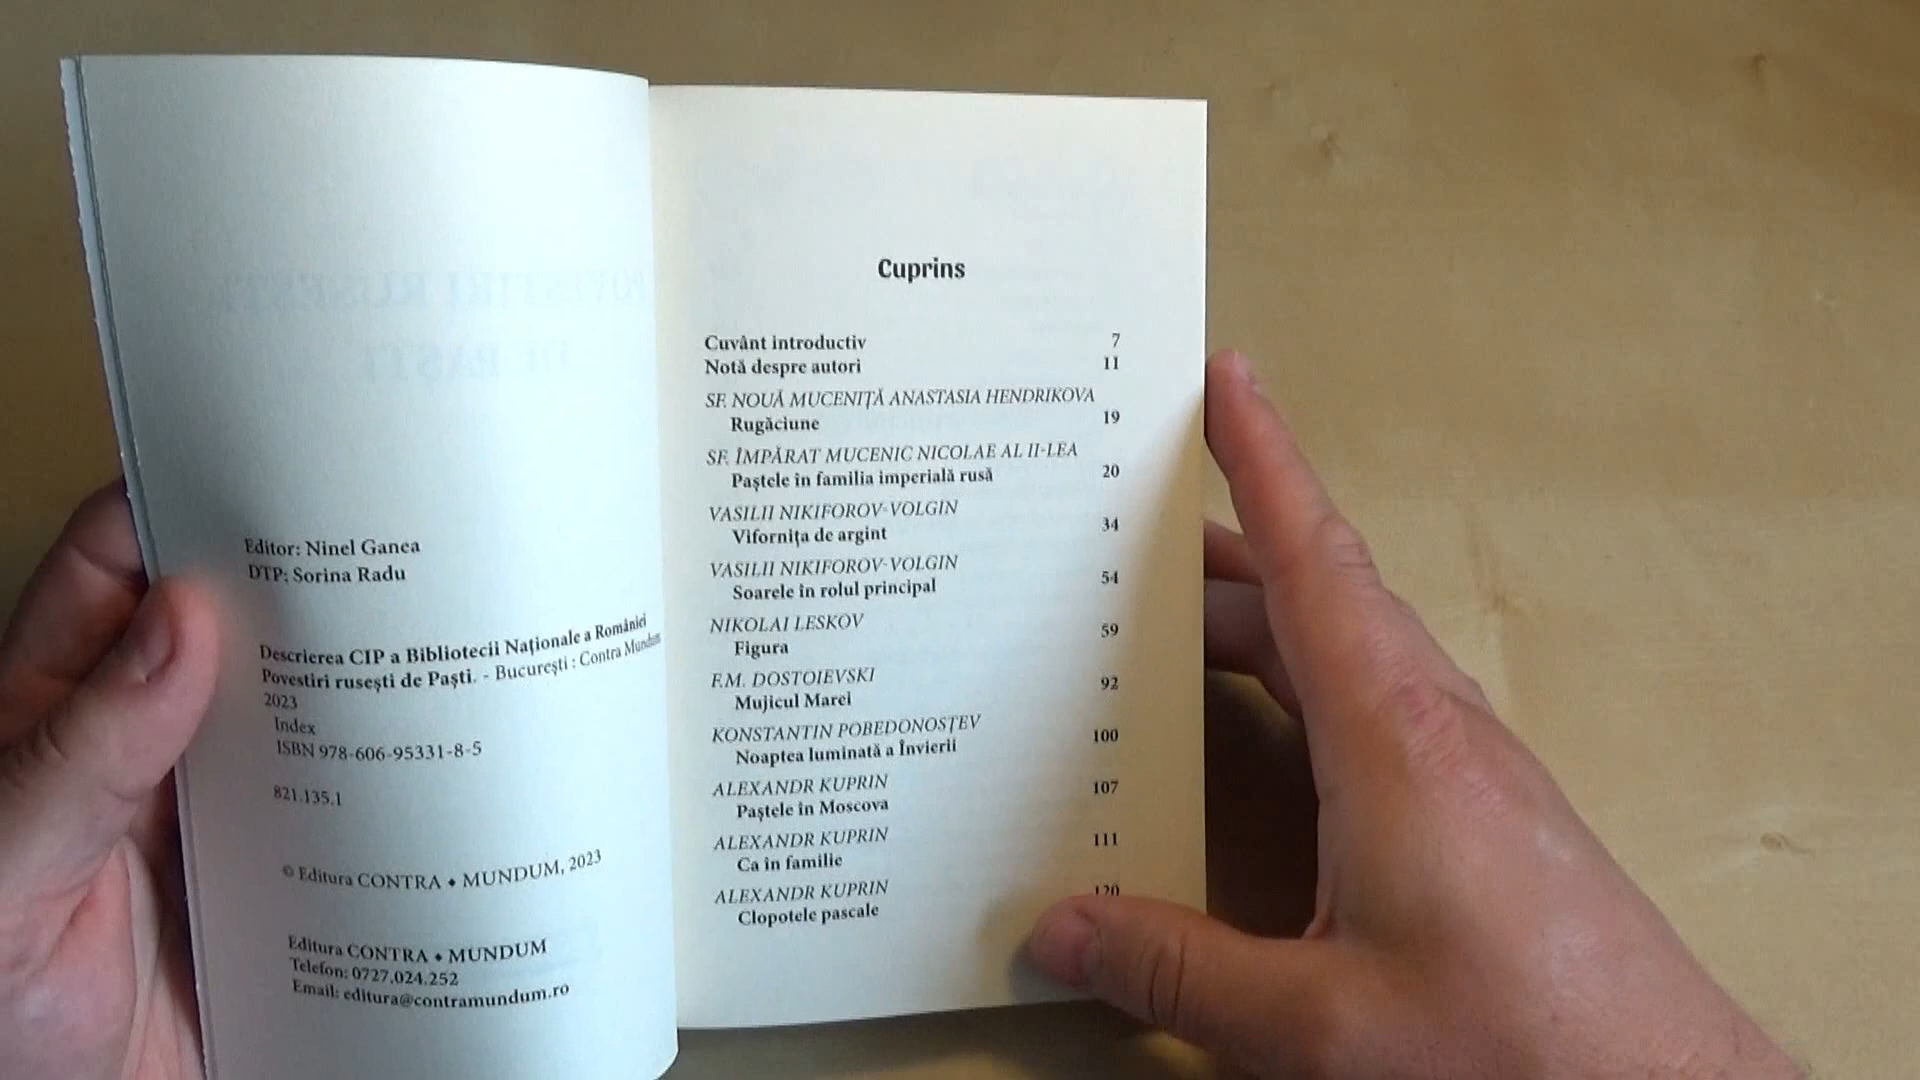 Editor: Ninel Ganea
DTP: Sorina Radu
Descrierea CIP a Bibliotecii Naționale a României
Povestiri rusești de Paști. - București : Contra Mundum
2023
Index
ISBN 978-606-95331-8-5
821.135.1
© Editura CONTRA ♦ MUNDUM, 2023
Editura CONTRA ♦ MUNDUM
Telefon: 0727.024.252
Email: editura@contramundum.ro
Cuprins
Cuvânt introductiv 7
Notă despre autori 11
SF. NOUĂ MUCENIȚĂ ANASTASIA HENDRIKOVA
Rugăciune 19
SF. ÎMPĂRAT MUCENIC NICOLAE AL II-LEA
Paștele în familia imperială rusă 20
VASILII NIKIFOROV-VOLGIN
Vifornița de argint 34
VASILII NIKIFOROV-VOLGIN
Soarele în rolul principal 54
NIKOLAI LESKOV
Figura 59
F.M. DOSTOIEVSKI
Mujicul Marei 92
KONSTANTIN POBEDONOSȚEV
Noaptea luminată a Învierii 100
ALEXANDR KUPRIN
Paștele în Moscova 107
ALEXANDR KUPRIN
Ca în familie 111
ALEXANDR KUPRIN
Clopotele pascale 120